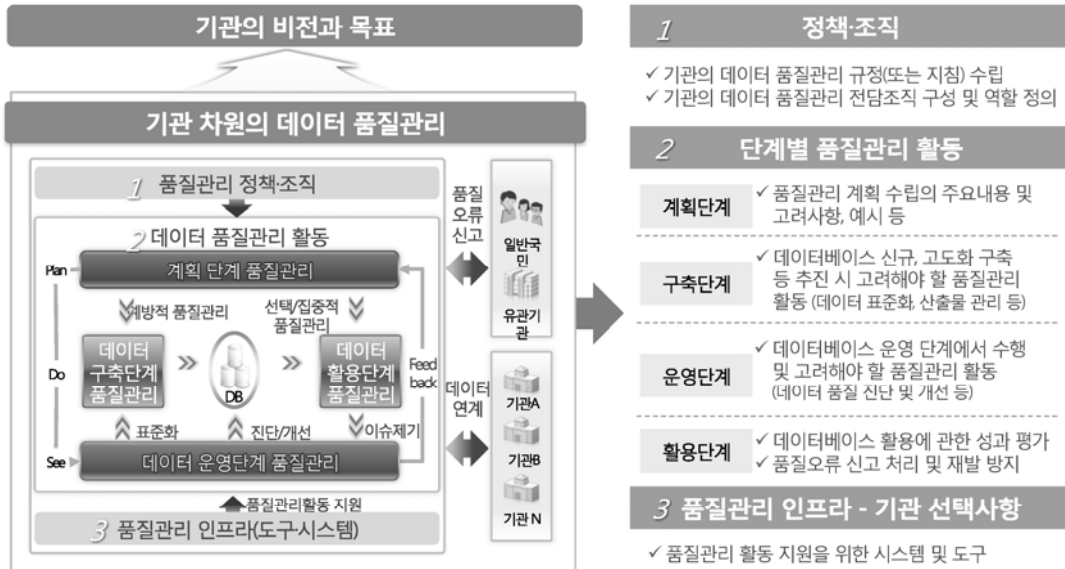 기관의 비전과 목표
기관 차원의 데이터 품질관리
1 품질관리 정책·조직
2 데이터 품질관리 활동
Plan
계획 단계 품질관리
예방적 품질관리
선택/집중적
품질관리
Do
데이터
구축단계
품질관리
DB
데이터
활용단계
품질관리
Feed
back
표준화
진단/개선
이슈제기
See
데이터 운영단계 품질관리
품질관리활동 지원
3 품질관리 인프라(도구·시스템)
품질
오류
신고
일반국
민
유관기
관
데이터
연계
기관A
기관B
기관 N
1 정책·조직
✓ 기관의 데이터 품질관리 규정(또는 지침) 수립
✓ 기관의 데이터 품질관리 전담조직 구성 및 역할 정의
2 단계별 품질관리 활동
계획단계
✓ 품질관리 계획 수립의 주요내용 및
고려사항, 예시 등
구축단계
✓ 데이터베이스 신규, 고도화 구축
등 추진 시 고려해야 할 품질관리
활동 (데이터 표준화, 산출물 관리 등)
운영단계
✓ 데이터베이스 운영 단계에서 수행
및 고려해야 할 품질관리 활동
(데이터 품질 진단 및 개선 등)
활용단계
✓ 데이터베이스 활용에 관한 성과 평가
✓ 품질오류 신고 처리 및 재발 방지
3 품질관리 인프라 - 기관 선택사항
✓ 품질관리 활동 지원을 위한 시스템 및 도구